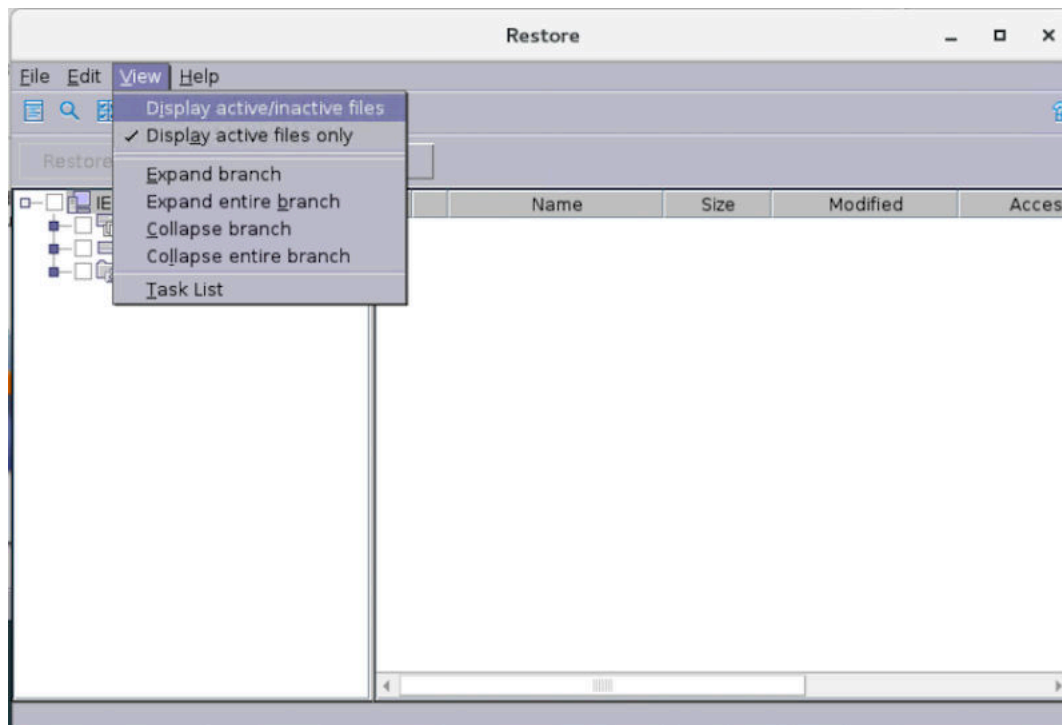 Restore
File Edit View Help
Display active/inactive files
✓ Display active files only
Restore
Expand branch
IE
Expand entire branch
Name Size Modified Acces
Collapse branch
Collapse entire branch
Task List